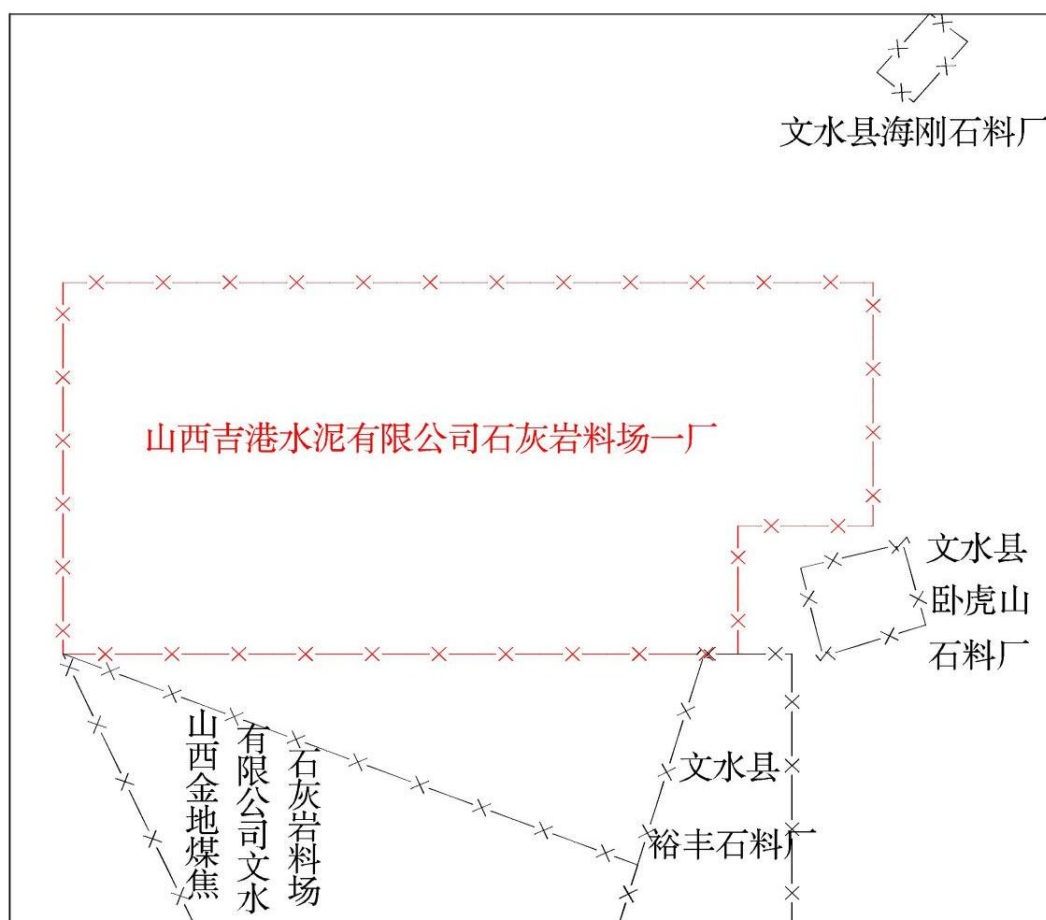 文水县海刚石料厂
山西吉港水泥有限公司石灰岩料场一厂
文水县
卧虎山
石料厂
山西金地煤焦
有限公司文水
石灰岩料场
文水县
裕丰石料厂